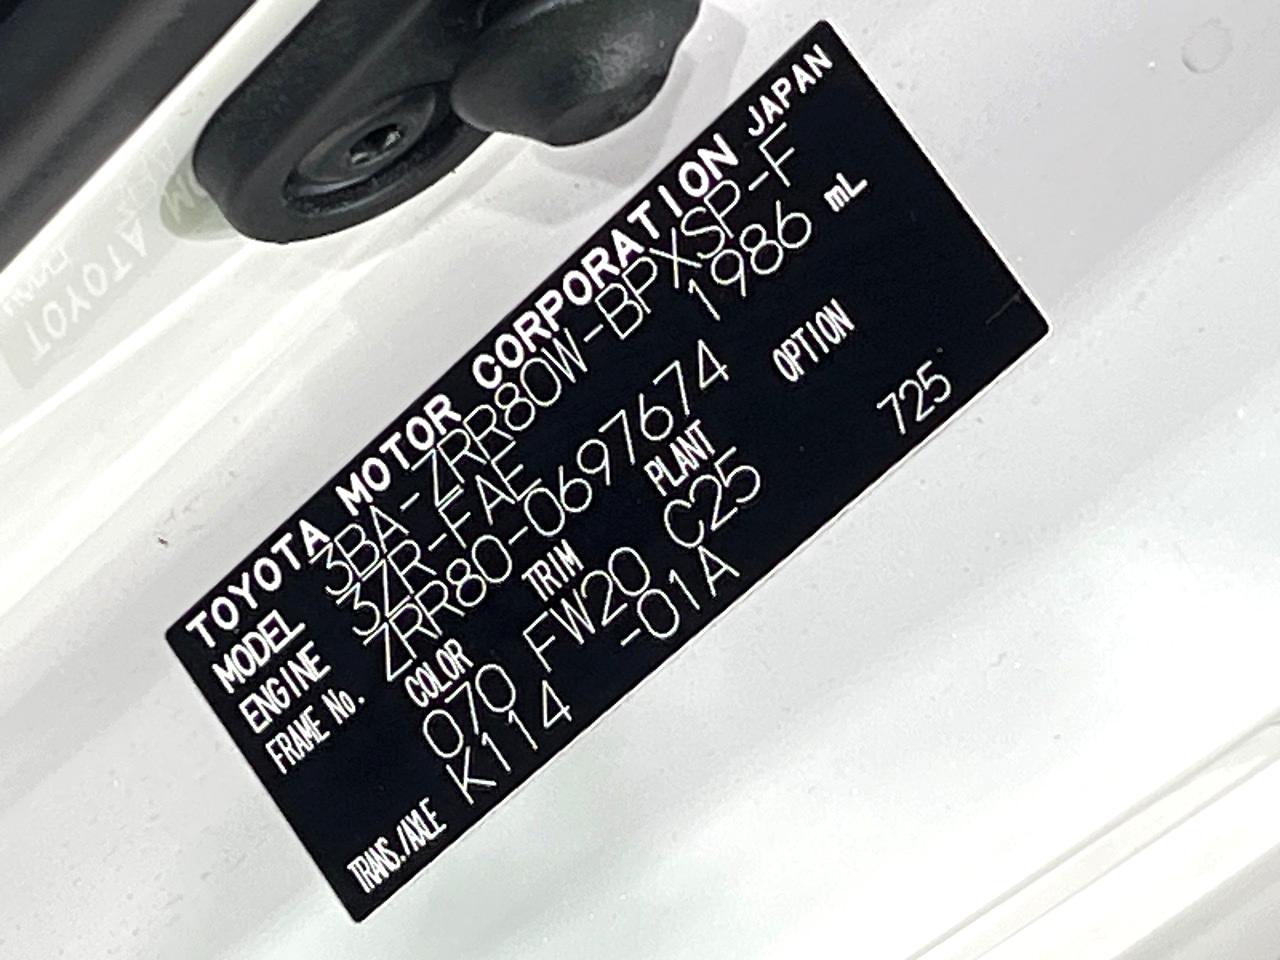 TOYOTA MOTOR CORPORATION JAPAN
MODEL 3BA-ZRR80W-BPXSP-F
ENGINE 3ZR-FAE 1986 mL
FRAME No. ZRR80-0697674
COLOR TRIM PLANT OPTION
070 FW20 C25 725
TRANS./AXLE K114 -01A